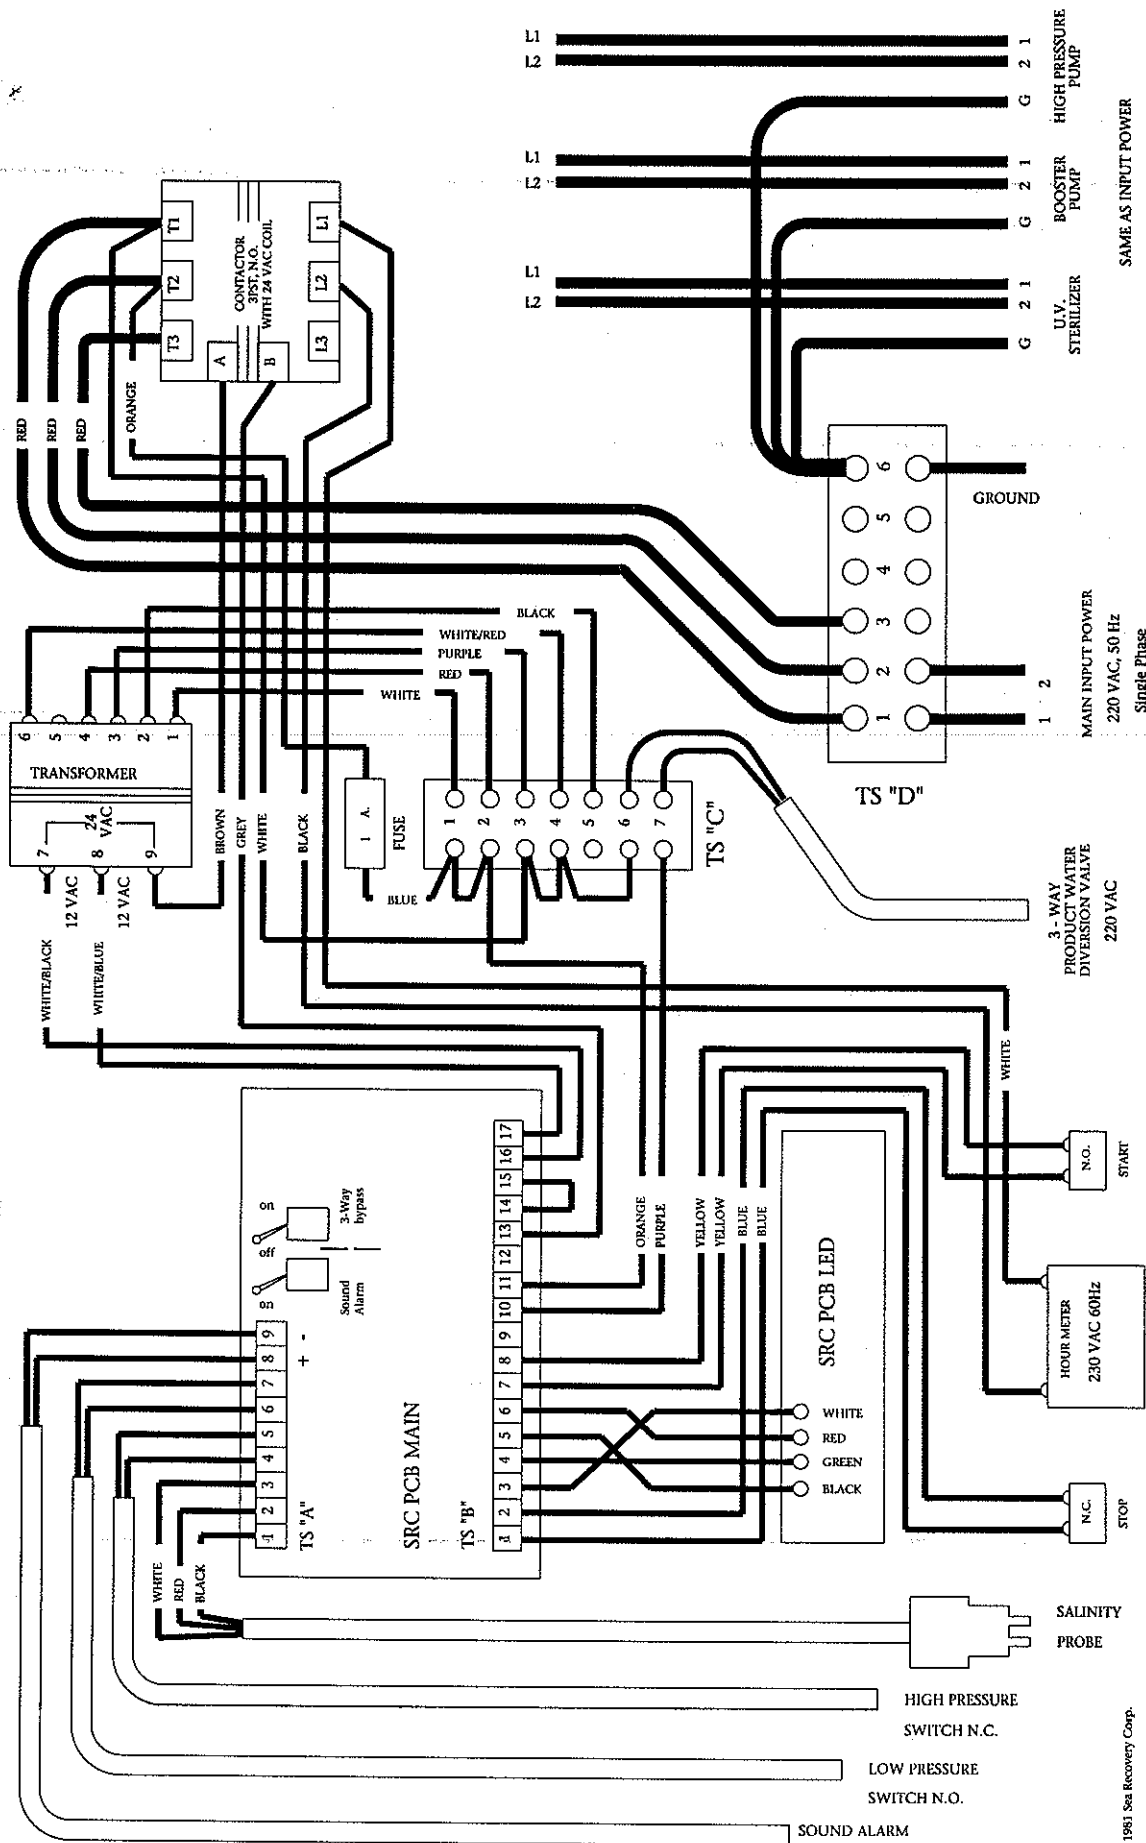 L1
L2
1
2
G
HIGH PRESSURE
PUMP
L1
L2
1
2
G
BOOSTER
PUMP
SAME AS INPUT POWER
L1
L2
1
2
G
U.V.
STERILIZER
T1
T2
T3
CONTACTOR
3PST, N.O.
WITH 24 VAC COIL
L1
L2
L3
A
B
RED
RED
RED
ORANGE
6
5
4
3
2
1
GROUND
MAIN INPUT POWER
220 VAC, 50 Hz
Single Phase
1
2
TS "D"
BLACK
WHITE/RED
PURPLE
RED
WHITE
6
5
4
3
2
1
TRANSFORMER
24
VAC
7
8
9
12 VAC
12 VAC
BROWN
GREY
WHITE
BLACK
1 A.
FUSE
BLUE
1
2
3
4
5
6
7
TS "C"
3 - WAY
PRODUCT WATER
DIVERSION VALVE
220 VAC
WHITE/BLACK
WHITE/BLUE
WHITE
17
16
15
14
13
12
11
10
9
8
7
6
5
4
3
2
1
on
off
on
3-Way
bypass
Sound
Alarm
9
8
7
6
5
4
3
2
1
-
+
TS "A"
SRC PCB MAIN
TS "B"
ORANGE
PURPLE
YELLOW
YELLOW
BLUE
BLUE
SRC PCB LED
WHITE
RED
GREEN
BLACK
N.O.
START
HOUR METER
230 VAC 60Hz
N.C.
STOP
WHITE
RED
BLACK
SALINITY
PROBE
HIGH PRESSURE
SWITCH N.C.
LOW PRESSURE
SWITCH N.O.
SOUND ALARM
1981 Sea Recovery Corp.